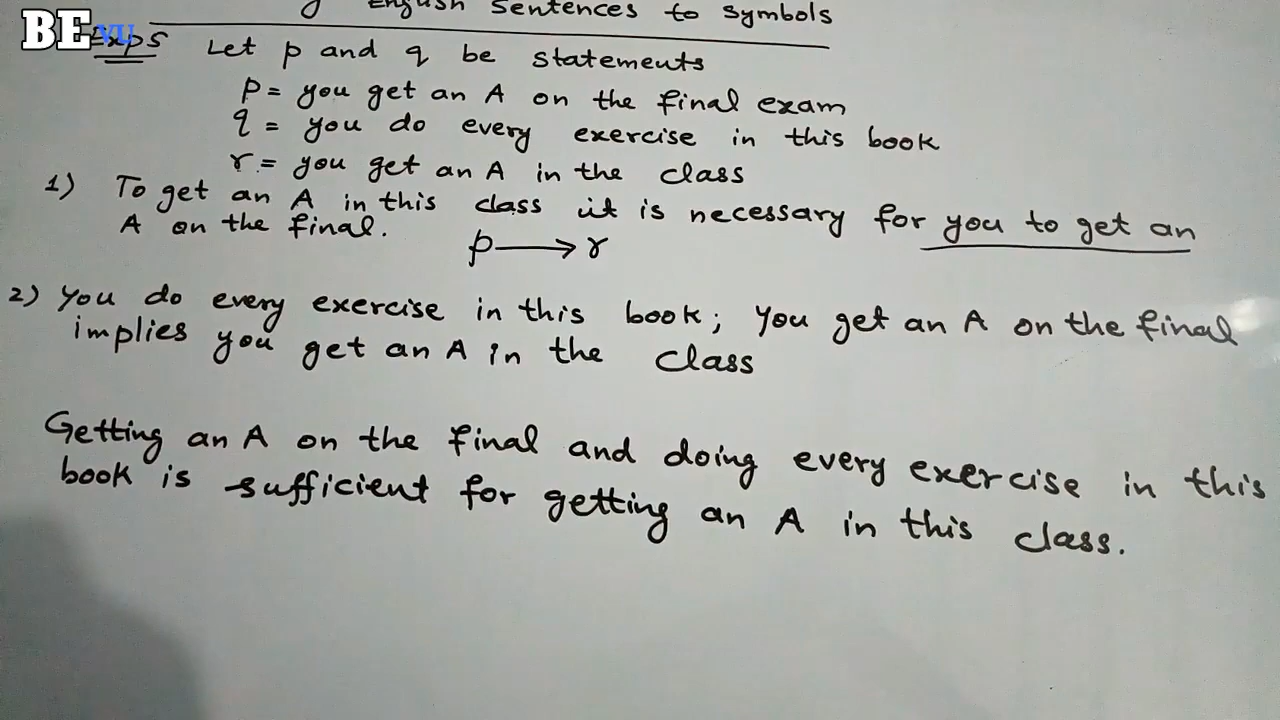 English Sentences to Symbols
BE VU
Exps Let p and q be statements
p = you get an A on the final exam
q = you do every exercise in this book
r = you get an A in the class
1) To get an A in this class it is necessary for you to get an
A on the final.
p → r
2) You do every exercise in this book; You get an A on the final
implies you get an A in the class
Getting an A on the final and doing every exercise in this
book is sufficient for getting an A in this class.